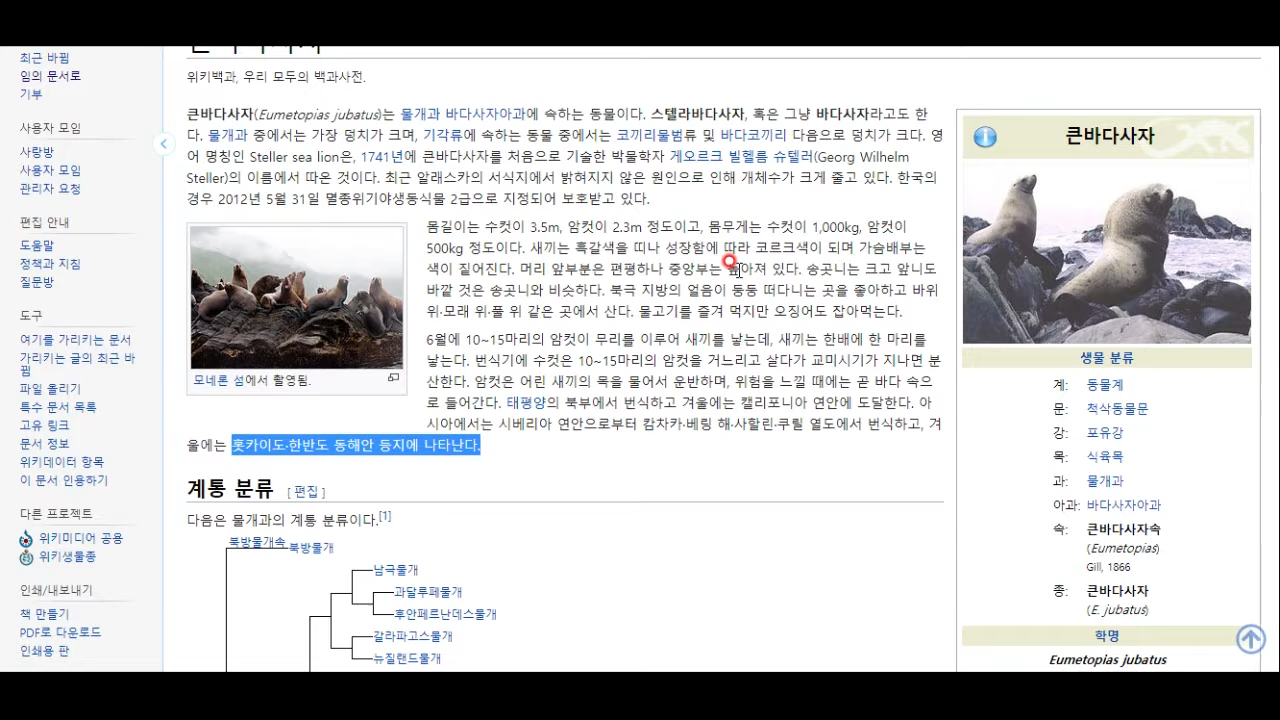 최근 바뀜
임의 문서로
기부
사용자 모임
사랑방
사용자 모임
관리자 요청
편집 안내
도움말
정책과 지침
질문방
도구
여기를 가리키는 문서
가리키는 글의 최근 바
뀜
파일 올리기
특수 문서 목록
고유 링크
문서 정보
위키데이터 항목
이 문서 인용하기
다른 프로젝트
위키미디어 공용
위키생물종
인쇄/내보내기
책 만들기
PDF로 다운로드
인쇄용 판
위키백과, 우리 모두의 백과사전.
큰바다사자(Eumetopias jubatus)는 물개과 바다사자아과에 속하는 동물이다. 스텔라바다사자, 혹은 그냥 바다사자라고도 한
다. 물개과 중에서는 가장 덩치가 크며, 기각류에 속하는 동물 중에서는 코끼리물범류 및 바다코끼리 다음으로 덩치가 크다. 영
어 명칭인 Steller sea lion은, 1741년에 큰바다사자를 처음으로 기술한 박물학자 게오르크 빌헬름 슈텔러(Georg Wilhelm
Steller)의 이름에서 따온 것이다. 최근 알래스카의 서식지에서 밝혀지지 않은 원인으로 인해 개체수가 크게 줄고 있다. 한국의
경우 2012년 5월 31일 멸종위기야생동식물 2급으로 지정되어 보호받고 있다.
모네론 섬에서 촬영됨.
몸길이는 수컷이 3.5m, 암컷이 2.3m 정도이고, 몸무게는 수컷이 1,000kg, 암컷이
500kg 정도이다. 새끼는 흑갈색을 띠나 성장함에 따라 코르크색이 되며 가슴배부는
색이 짙어진다. 머리 앞부분은 편평하나 중앙부는 높아져 있다. 송곳니는 크고 앞니도
바깥 것은 송곳니와 비슷하다. 북극 지방의 얼음이 둥둥 떠다니는 곳을 좋아하고 바위
위·모래 위·풀 위 같은 곳에서 산다. 물고기를 즐겨 먹지만 오징어도 잡아먹는다.
6월에 10~15마리의 암컷이 무리를 이루어 새끼를 낳는데, 새끼는 한배에 한 마리를
낳는다. 번식기에 수컷은 10~15마리의 암컷을 거느리고 살다가 교미시기가 지나면 분
산한다. 암컷은 어린 새끼의 목을 물어서 운반하며, 위험을 느낄 때에는 곧 바다 속으
로 들어간다. 태평양의 북부에서 번식하고 겨울에는 캘리포니아 연안에 도달한다. 아
시아에서는 시베리아 연안으로부터 캄차카·베링 해·사할린·쿠릴 열도에서 번식하고, 겨
울에는 홋카이도·한반도 동해안 등지에 나타난다.
계통 분류 [ 편집 ]
다음은 물개과의 계통 분류이다.[1]
북방물개속
북방물개
남극물개
과달루페물개
후안페르난데스물개
갈라파고스물개
뉴질랜드물개
큰바다사자
생물 분류
계: 동물계
문: 척삭동물문
강: 포유강
목: 식육목
과: 물개과
아과: 바다사자아과
속: 큰바다사자속
(Eumetopias)
Gill, 1866
종: 큰바다사자
(E. jubatus)
학명
Eumetopias jubatus